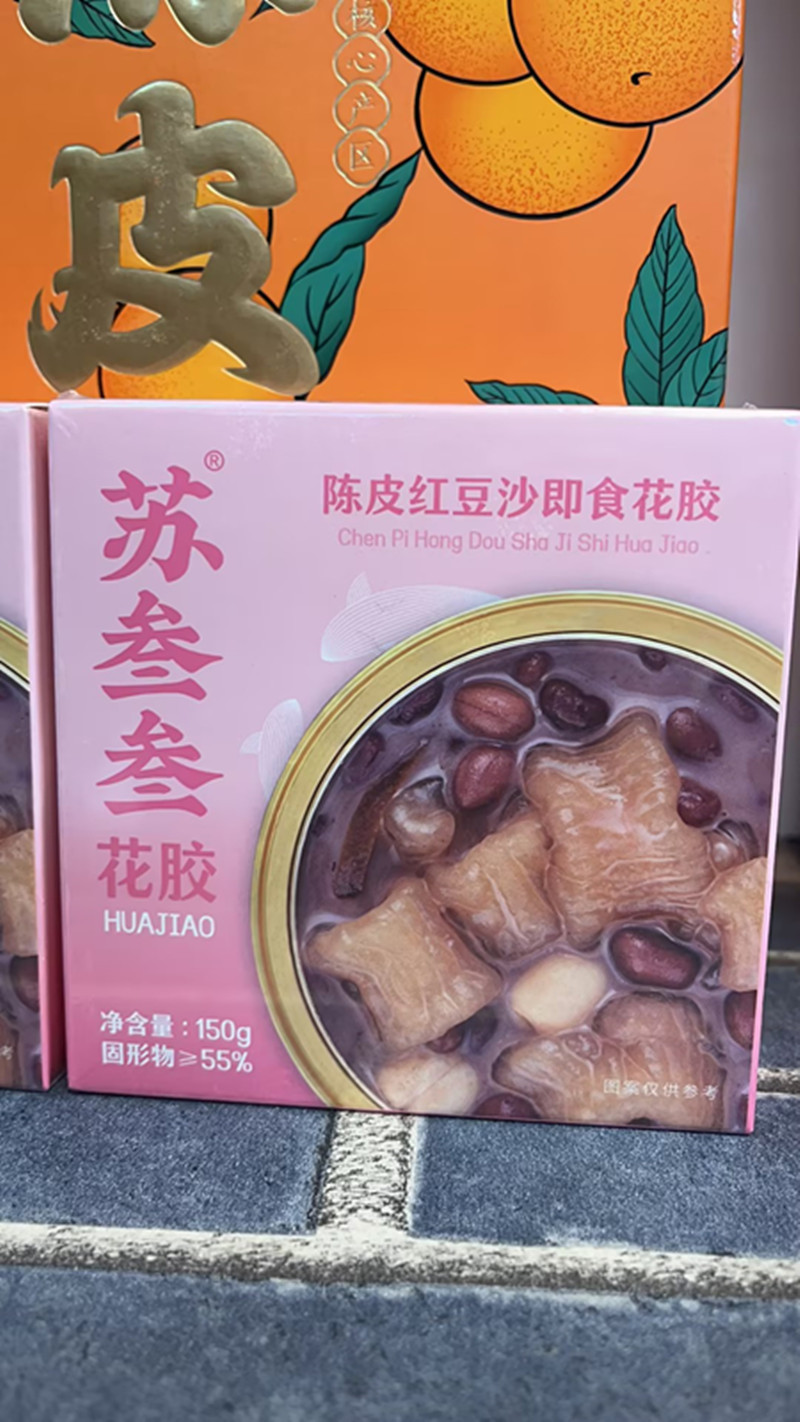 皮
核心产区
苏叁叁®
花胶
HUAJIAO
陈皮红豆沙即食花胶
Chen Pi Hong Dou Sha Ji Shi Hua Jiao
净含量：150g
固形物≥55%
图案仅供参考
考